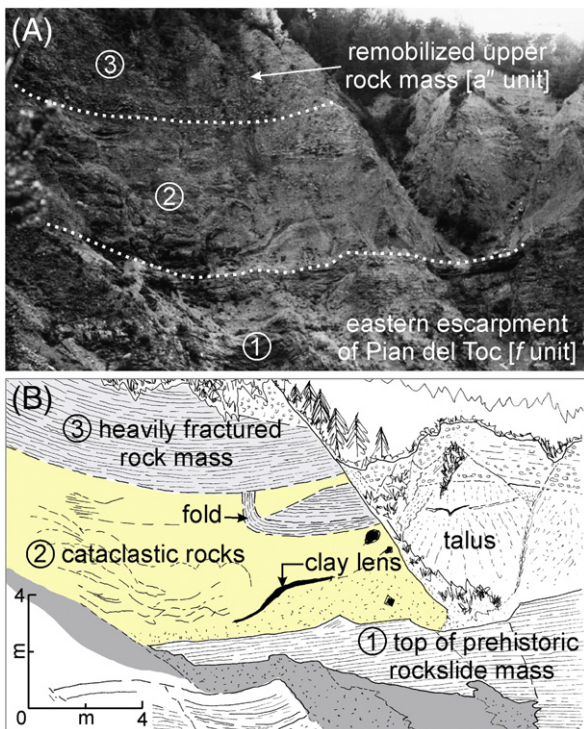 (A)
③
remobilized upper
rock mass [a" unit]
②
①
eastern escarpment
of Pian del Toc [f unit]
(B)
③ heavily fractured
rock mass
fold
② cataclastic rocks
clay lens
talus
① top of prehistoric
rockslide mass
4
m
0 m 4